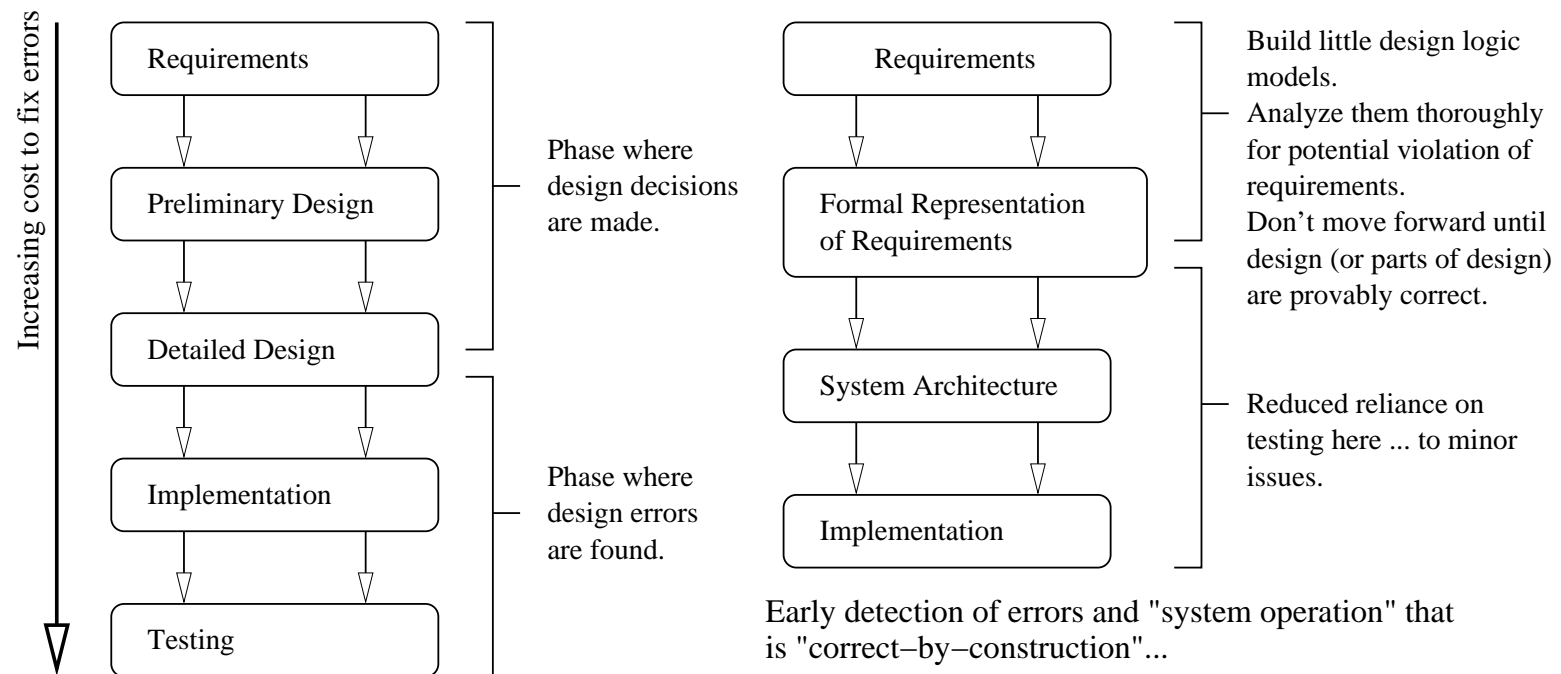 Increasing cost to fix errors
Requirements
Preliminary Design
Detailed Design
Implementation
Testing
Phase where
design decisions
are made.
Phase where
design errors
are found.
Requirements
Formal Representation
of Requirements
System Architecture
Implementation
Build little design logic
models.
Analyze them thoroughly
for potential violation of
requirements.
Don't move forward until
design (or parts of design)
are provably correct.
Reduced reliance on
testing here ... to minor
issues.
Early detection of errors and "system operation" that
is "correct−by−construction"...